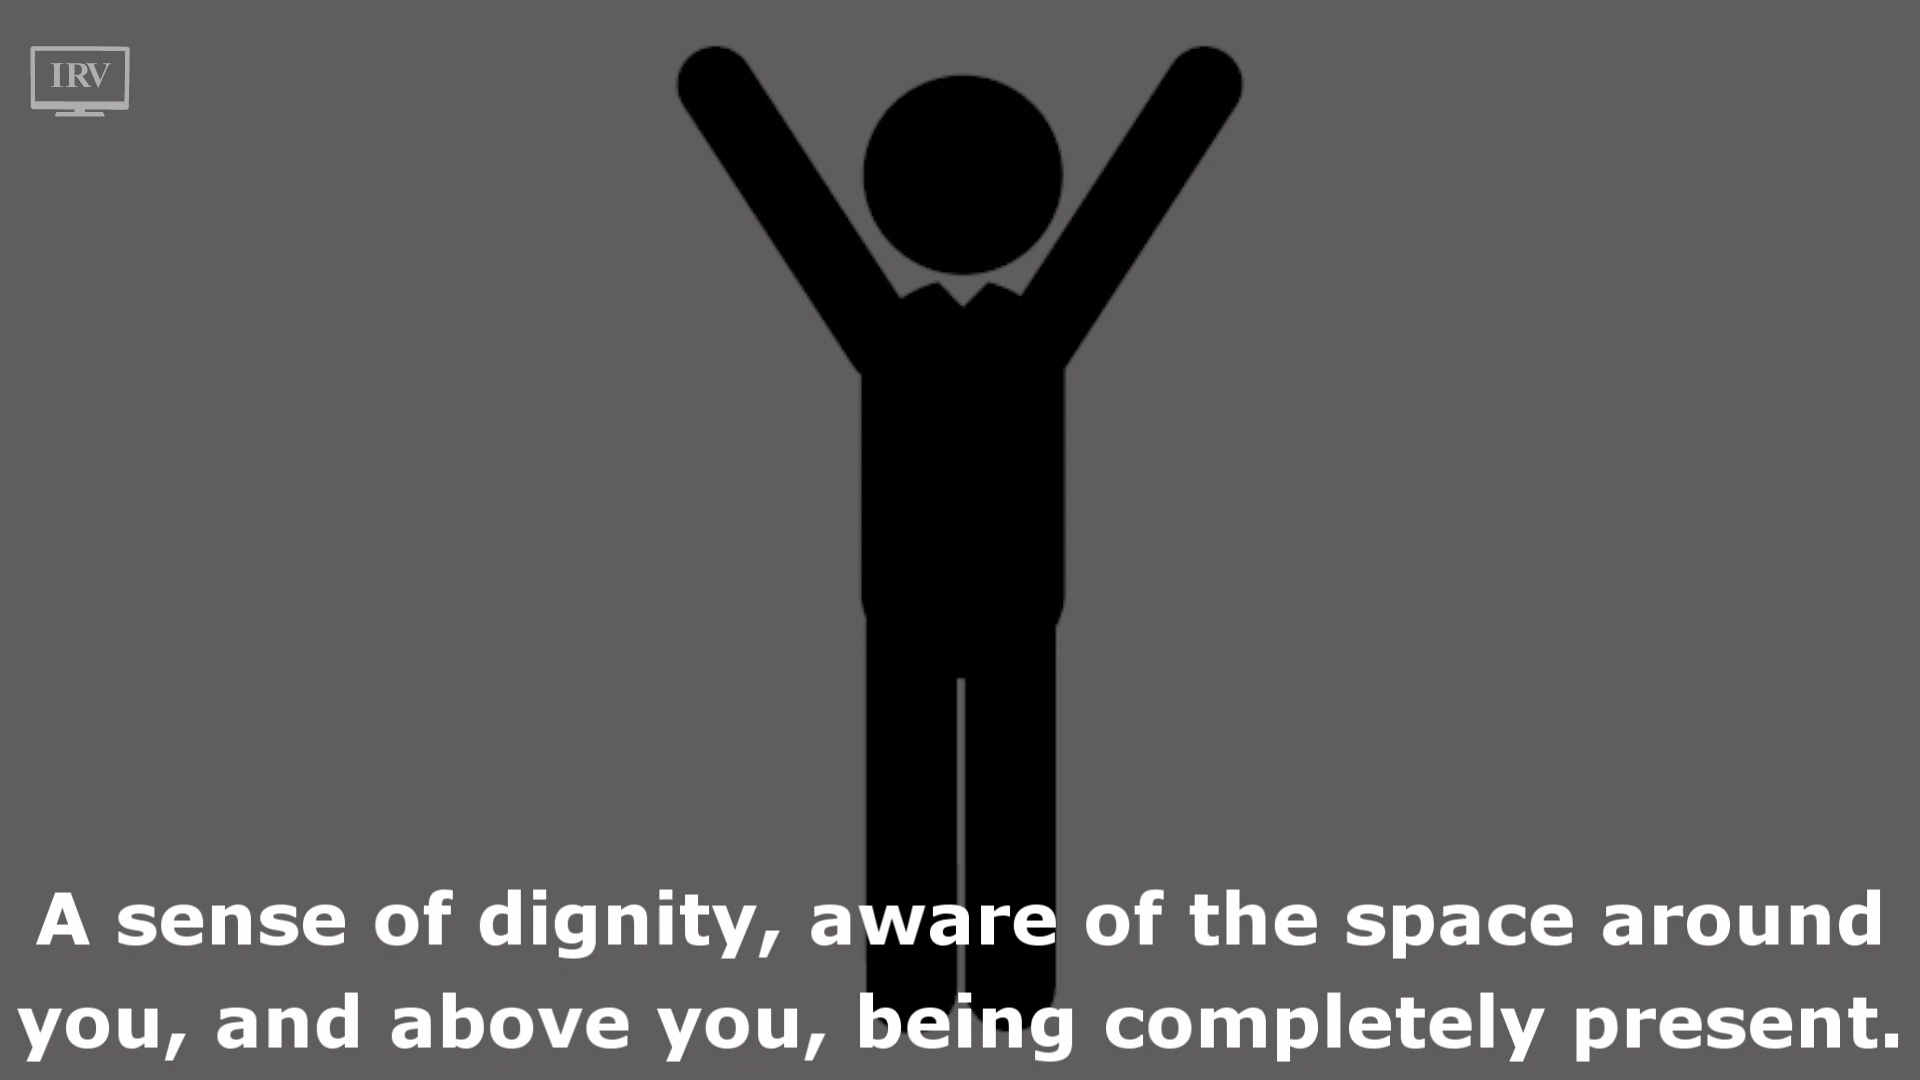 IRV
A sense of dignity, aware of the space around
you, and above you, being completely present.